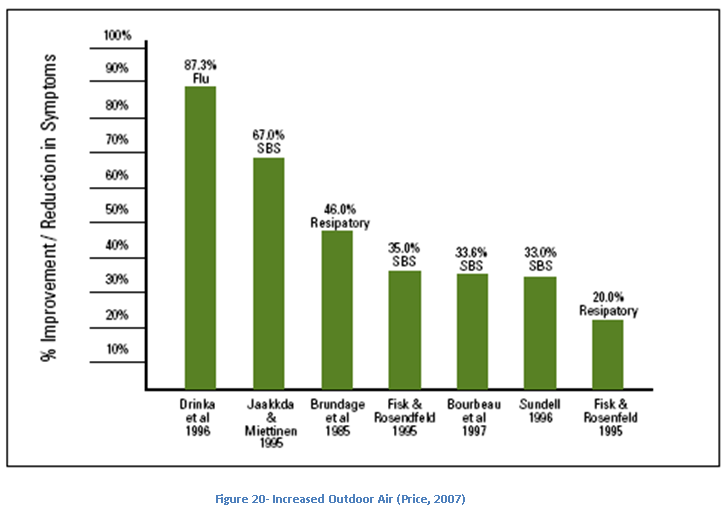 % Improvement / Reduction in Symptoms
100%
90%
80%
70%
60%
50%
40%
30%
20%
10%
87.3%
Flu
67.0%
SBS
46.0%
Resipatory
35.0%
SBS
33.6%
SBS
33.0%
SBS
20.0%
Resipatory
Drinka
et al
1996
Jaakkda
&
Miettinen
1995
Brundage
et al
1985
Fisk &
Rosendfeld
1995
Bourbeau
et al
1997
Sundell
1996
Fisk &
Rosenfeld
1995
Figure 20- Increased Outdoor Air (Price, 2007)